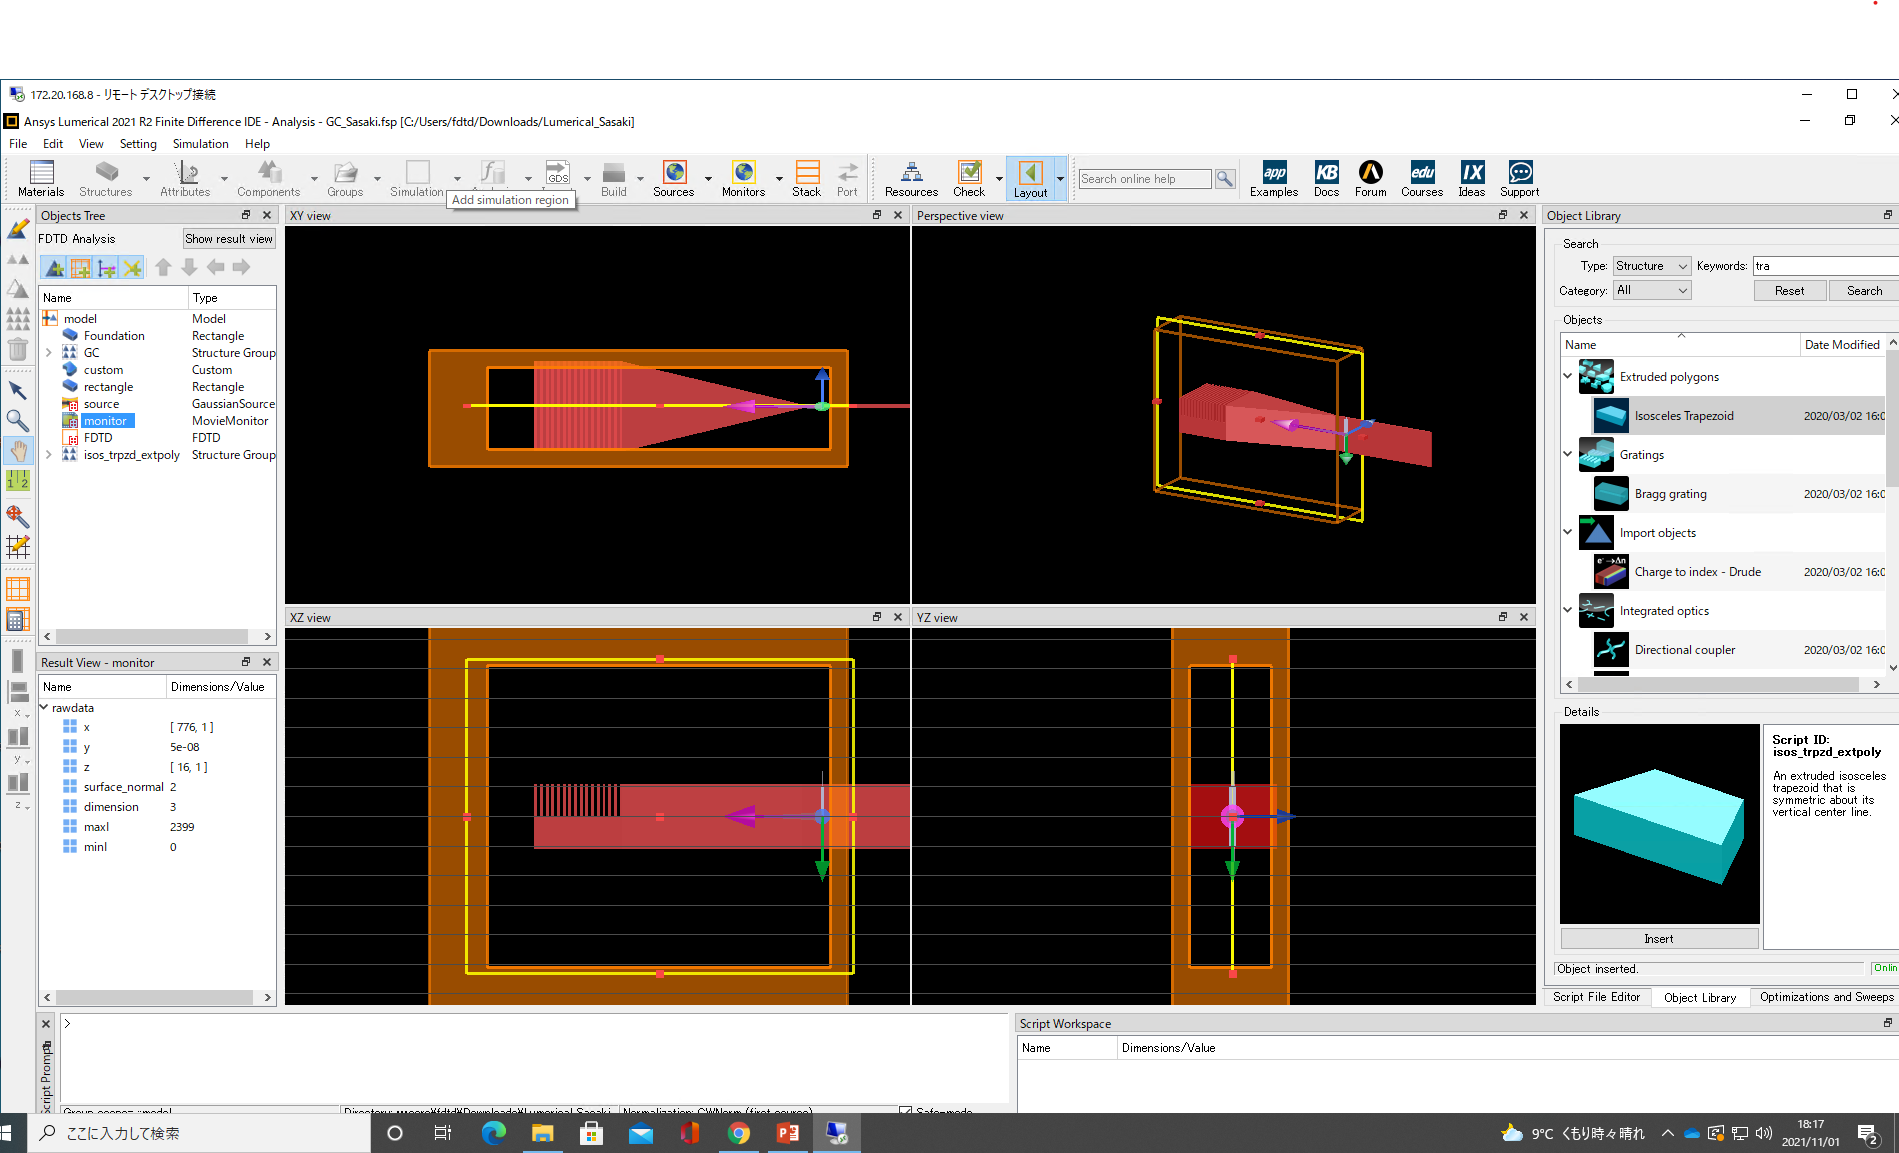 172.20.168.8 - リモート デスクトップ接続
Ansys Lumerical 2021 R2 Finite Difference IDE - Analysis - GC_Sasaki.fsp [C:/Users/fdtd/Downloads/Lumerical_Sasaki]
File Edit View Setting Simulation Help
Materials Structures Attributes Components Groups Simulation Build Sources Monitors Stack Port Resources Check Layout Search online help Examples Docs Forum Courses Ideas Support
GDS
app KB edu IX
Add simulation region
Objects Tree
FDTD Analysis Show result view
Name Type
model Model
Foundation Rectangle
GC Structure Group
custom Custom
rectangle Rectangle
source GaussianSource
monitor MovieMonitor
FDTD FDTD
isos_trpzd_extpoly Structure Group
Result View - monitor
Name Dimensions/Value
rawdata
x [ 776, 1 ]
y 5e-08
z [ 16, 1 ]
surface_normal 2
dimension 3
maxl 2399
minl 0
XY view
Perspective view
XZ view
YZ view
Object Library
Search
Type: Structure Keywords: tra
Category: All Reset Search
Objects
Name Date Modified
Extruded polygons
Isosceles Trapezoid 2020/03/02 16:0
Gratings
Bragg grating 2020/03/02 16:0
Import objects
Charge to index - Drude 2020/03/02 16:0
Integrated optics
Directional coupler 2020/03/02 16:0
Details
Script ID:
isos_trpzd_extpoly
An extruded isosceles
trapezoid that is
symmetric about its
vertical center line.
Insert
Object inserted. Onlin
Script File Editor Object Library Optimizations and Sweeps
>
Script Prompt
Script Workspace
Name Dimensions/Value
ここに入力して検索
9°C くもり時々晴れ
18:17
2021/11/01
2